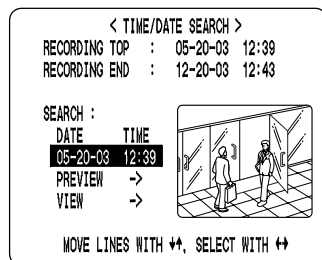 < TIME/DATE SEARCH >
RECORDING TOP : 05-20-03 12:39
RECORDING END : 12-20-03 12:43
SEARCH :
DATE TIME
05-20-03 12:39
PREVIEW ->
VIEW ->
MOVE LINES WITH ↓↑, SELECT WITH ↔